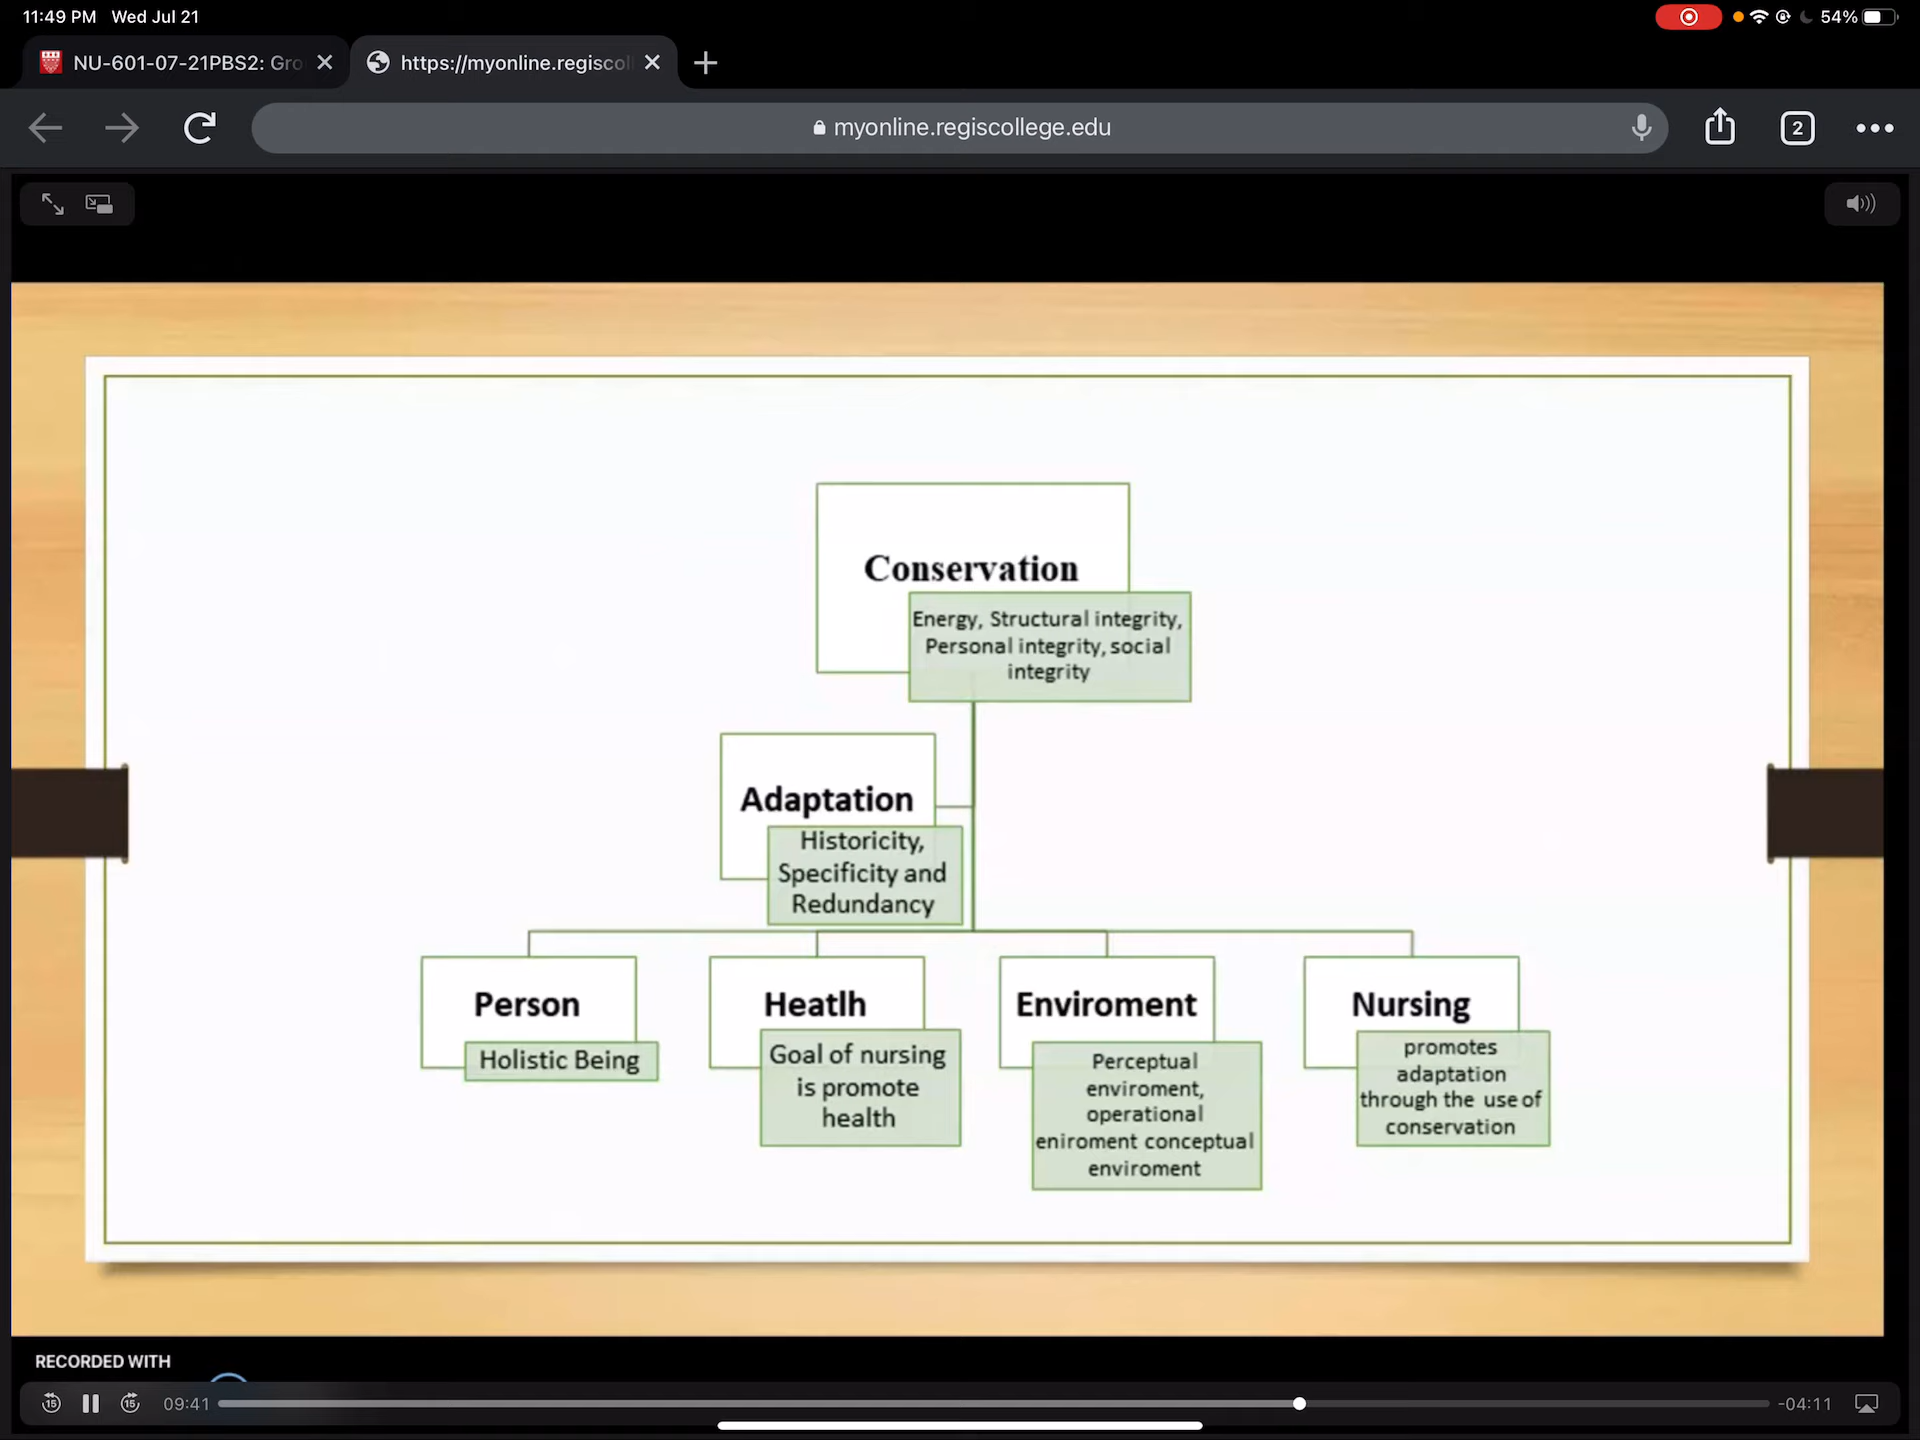 11:49 PM Wed Jul 21
54%
NU-601-07-21PBS2: Gro
https://myonline.regiscol
myonline.regiscollege.edu
2
Conservation
Energy, Structural integrity,
Personal integrity, social
integrity
Adaptation
Historicity,
Specificity and
Redundancy
Person
Holistic Being
Heatlh
Goal of nursing
is promote
health
Enviroment
Perceptual
enviroment,
operational
eniroment conceptual
enviroment
Nursing
promotes
adaptation
through the use of
conservation
RECORDED WITH
15
15
09:41
-04:11